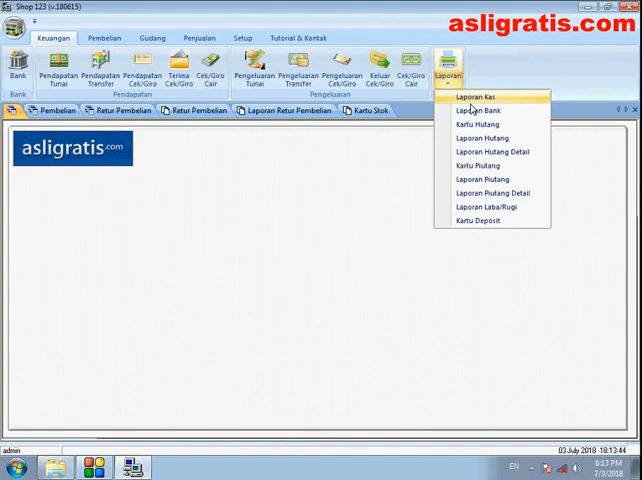 Shop 123 (v.180615)
asligratis.com
Keuangan
Pembelian
Gudang
Penjualan
Setup
Tutorial & Kontak
Bank
Pendapatan Tunai
Pendapatan Transfer
Pendapatan Cek/Giro
Terima Cek/Giro
Cek/Giro Cair
Pengeluaran Tunai
Pengeluaran Transfer
Pengeluaran Cek/Giro
Keluar Cek/Giro
Cek/Giro Cair
Laporan
Bank
Pendapatan
Pengeluaran
Pembelian
Retur Pembelian
Retur Pembelian
Laporan Retur Pembelian
Kartu Stok
Laporan Kas
Laporan Bank
Kartu Hutang
Laporan Hutang
Laporan Hutang Detail
Kartu Piutang
Laporan Piutang
Laporan Piutang Detail
Laporan Laba/Rugi
Kartu Deposit
asligratis.com
admin
03 July 2018 18:13:44
EN
6:13 PM
7/3/2018